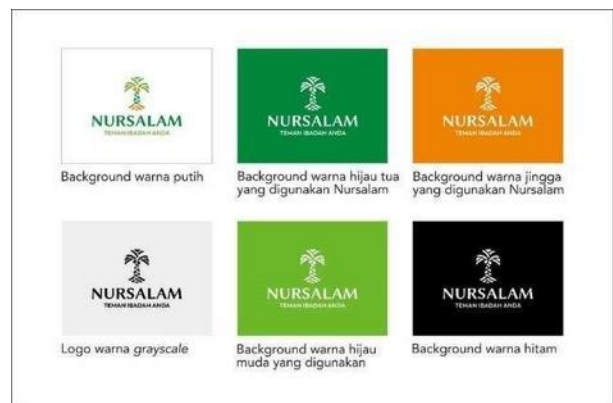 NURSALAM
TEMAN IBADAH ANDA
Background warna putih
NURSALAM
TEMAN IBADAH ANDA
Background warna hijau tua
yang digunakan Nursalam
NURSALAM
TEMAN IBADAH ANDA
Background warna jingga
yang digunakan Nursalam
NURSALAM
TEMAN IBADAH ANDA
Logo warna grayscale
NURSALAM
TEMAN IBADAH ANDA
Background warna hijau
muda yang digunakan
NURSALAM
TEMAN IBADAH ANDA
Background warna hitam